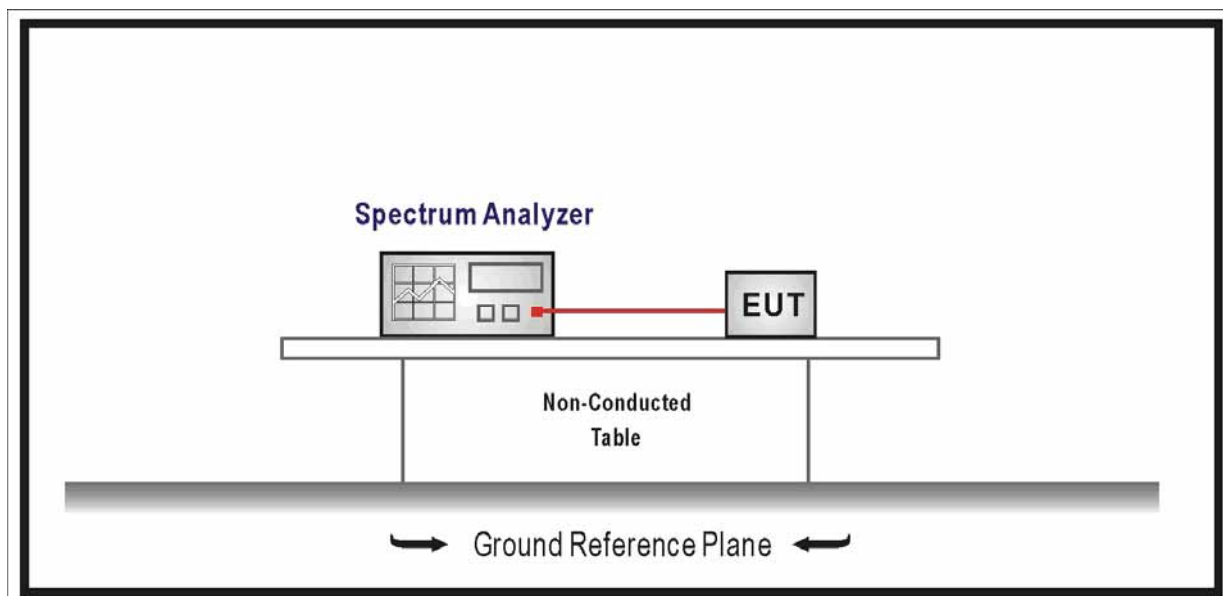 Spectrum Analyzer
EUT
Non-Conducted
Table
Ground Reference Plane